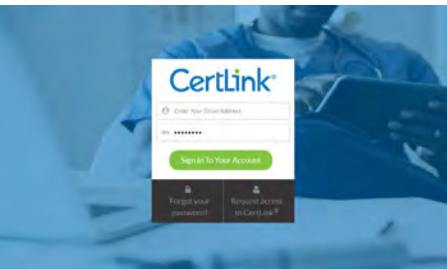 CertLink®
Enter Your Email Address
••••••••
Sign In To Your Account
Forgot your
password?
Request access
to CertLink®